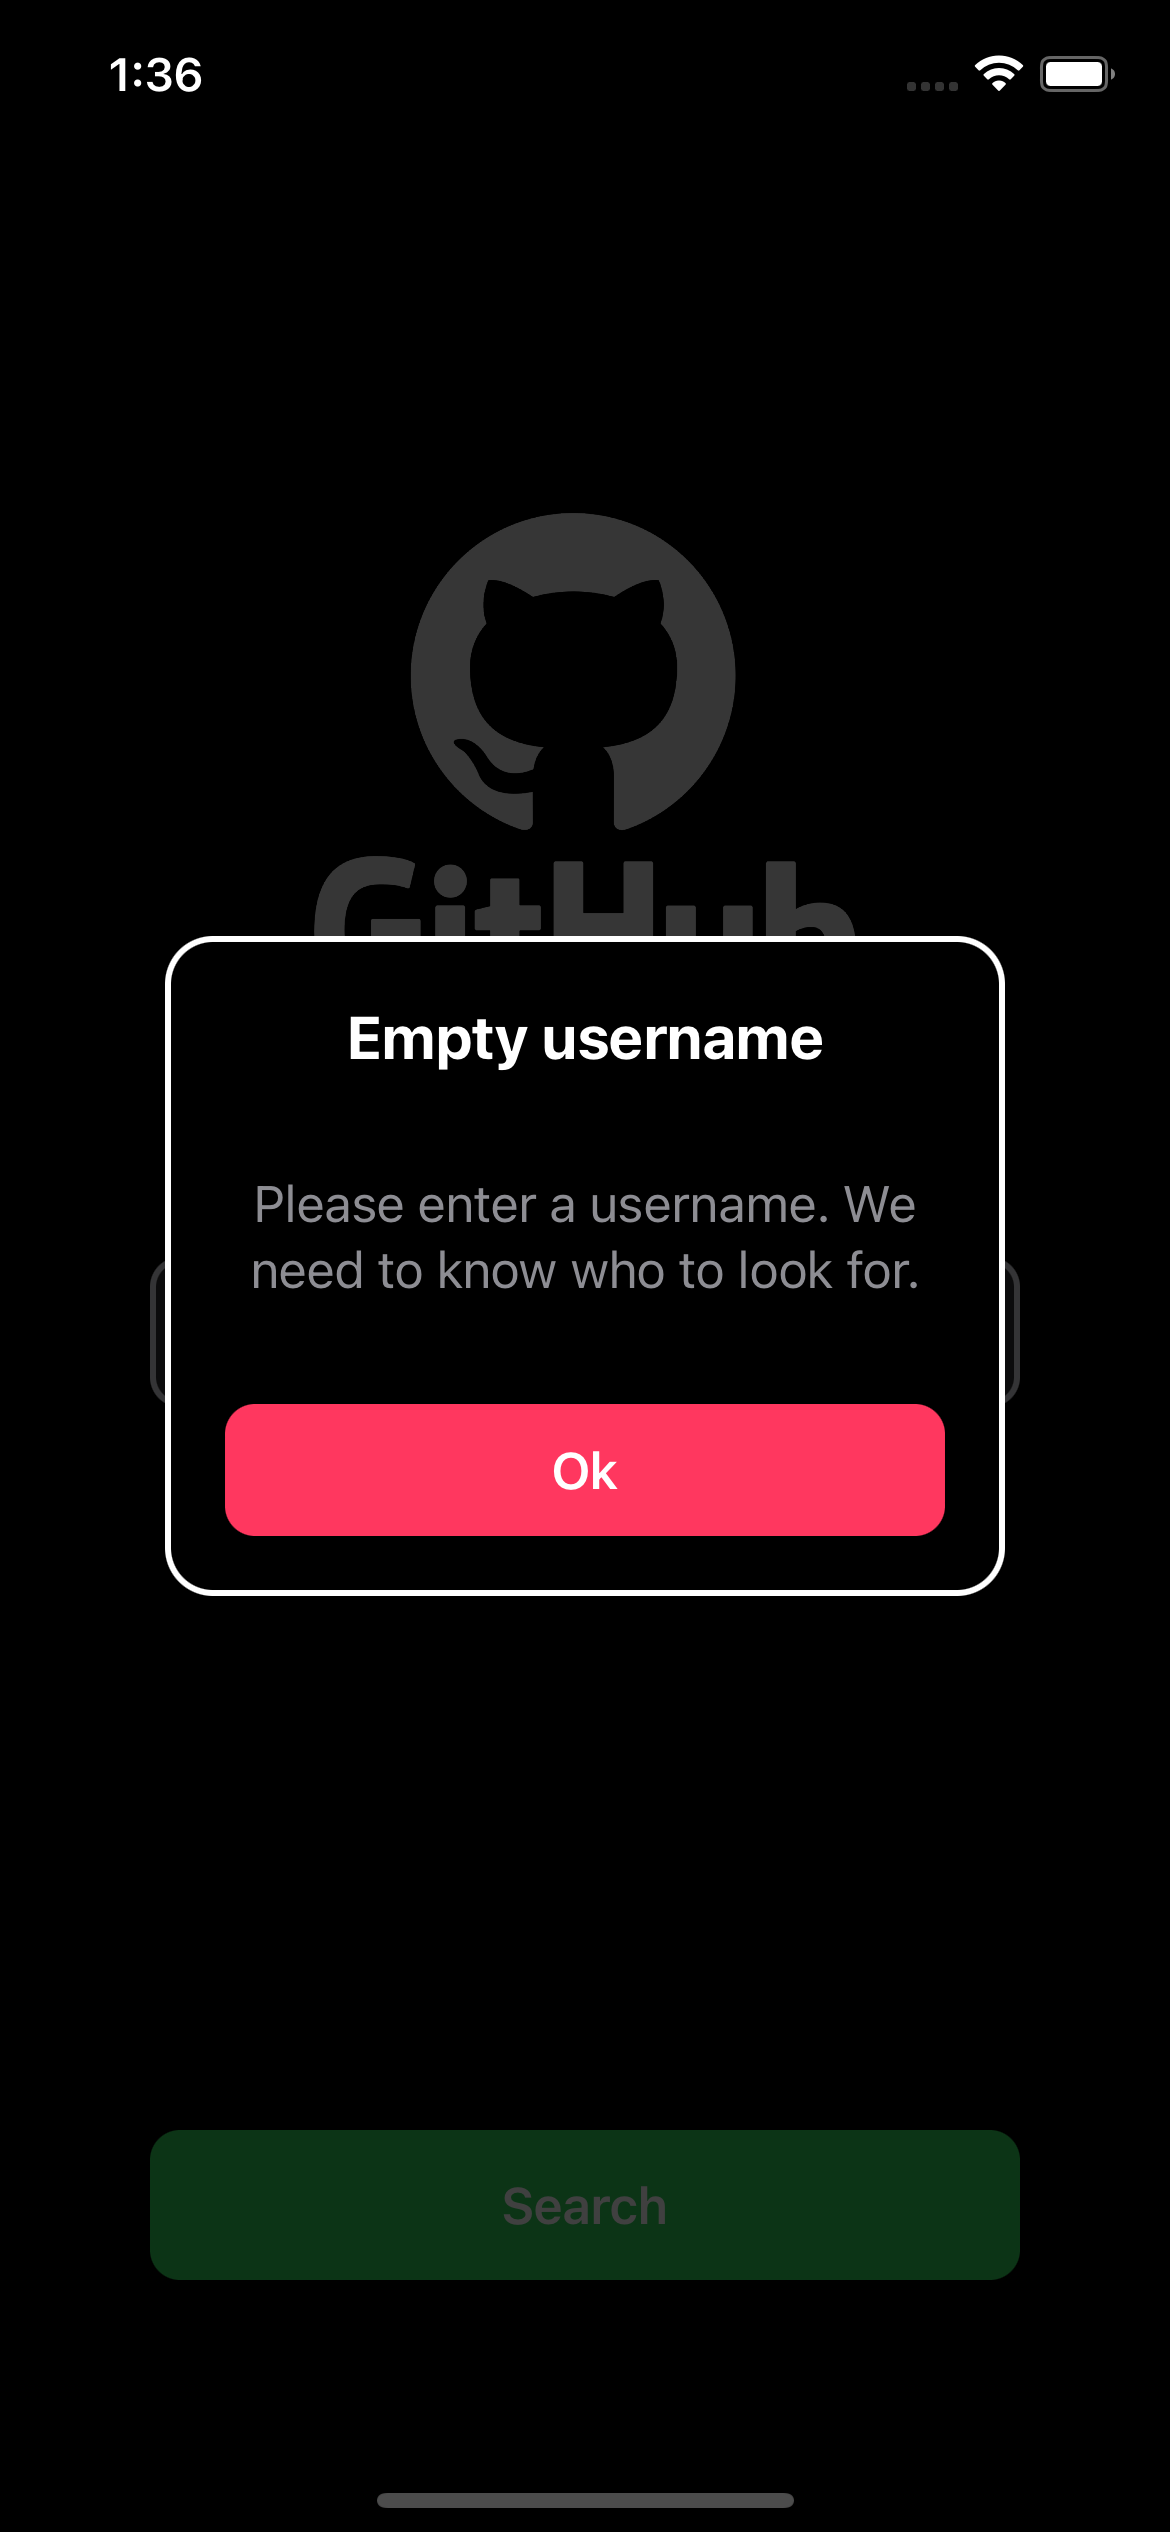 1:36
GitHub
Empty username
Please enter a username. We
need to know who to look for.
Ok
Search